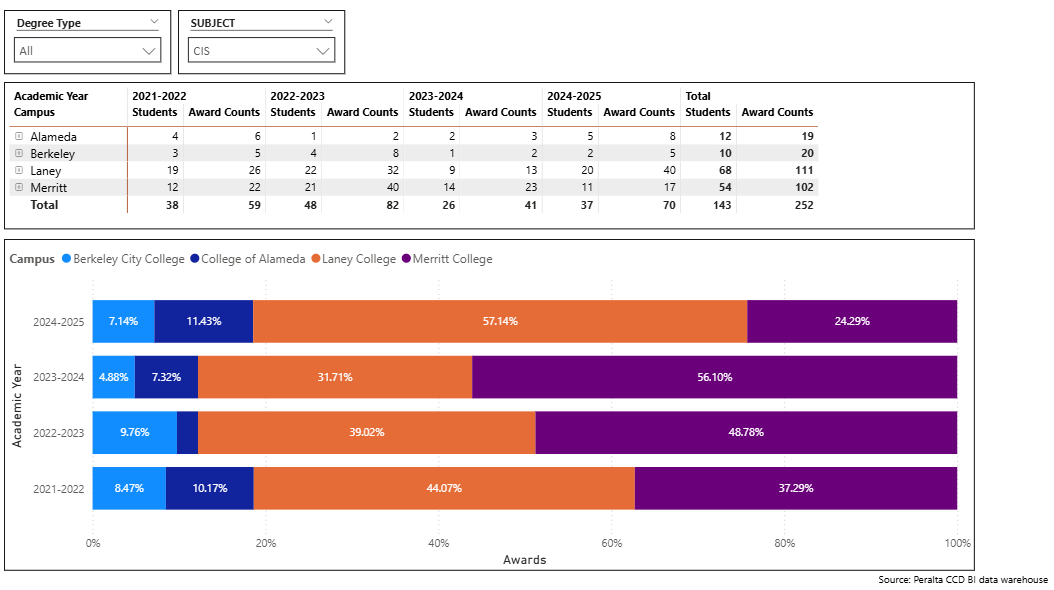 Degree Type SUBJECT
All CIS
Academic Year 2021-2022 2022-2023 2023-2024 2024-2025 Total
Campus Students Award Counts Students Award Counts Students Award Counts Students Award Counts Students Award Counts
Alameda 4 6 1 2 2 3 5 8 12 19
Berkeley 3 5 4 8 1 2 2 5 10 20
Laney 19 26 22 32 9 13 20 40 68 111
Merritt 12 22 21 40 14 23 11 17 54 102
Total 38 59 48 82 26 41 37 70 143 252
Campus Berkeley City College College of Alameda Laney College Merritt College
Academic Year
2024-2025 7.14% 11.43% 57.14% 24.29%
2023-2024 4.88% 7.32% 31.71% 56.10%
2022-2023 9.76% 39.02% 48.78%
2021-2022 8.47% 10.17% 44.07% 37.29%
0% 20% 40% 60% 80% 100%
Awards
Source: Peralta CCD BI data warehouse